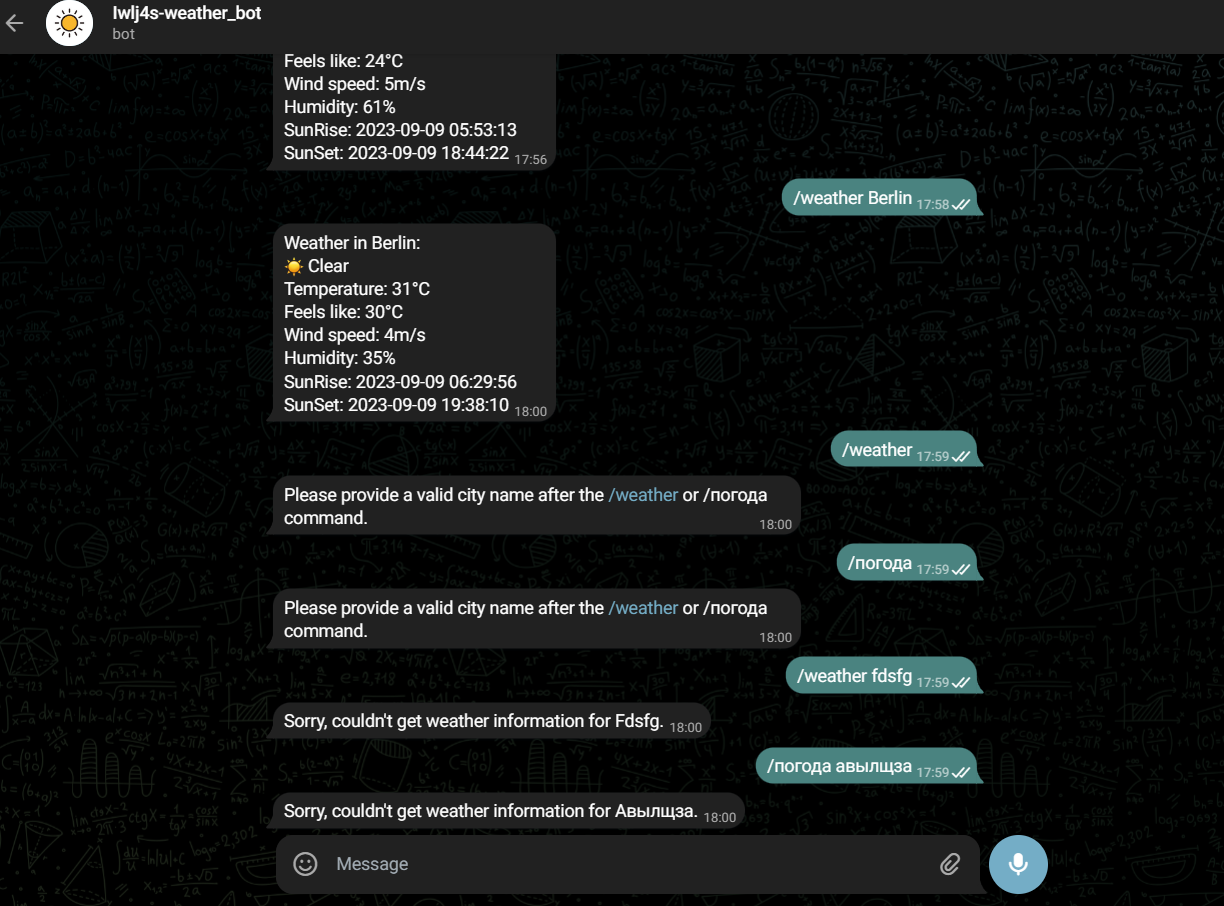 lwlj4s-weather_bot
bot
Feels like: 24°C
Wind speed: 5m/s
Humidity: 61%
SunRise: 2023-09-09 05:53:13
SunSet: 2023-09-09 18:44:22 17:56
/weather Berlin 17:58
Weather in Berlin:
☀️ Clear
Temperature: 31°C
Feels like: 30°C
Wind speed: 4m/s
Humidity: 35%
SunRise: 2023-09-09 06:29:56
SunSet: 2023-09-09 19:38:10 18:00
/weather 17:59
Please provide a valid city name after the /weather or /погода
command. 18:00
/погода 17:59
Please provide a valid city name after the /weather or /погода
command. 18:00
/weather fdsfg 17:59
Sorry, couldn't get weather information for Fdsfg. 18:00
/погода авылщза 17:59
Sorry, couldn't get weather information for Авылщза. 18:00
Message